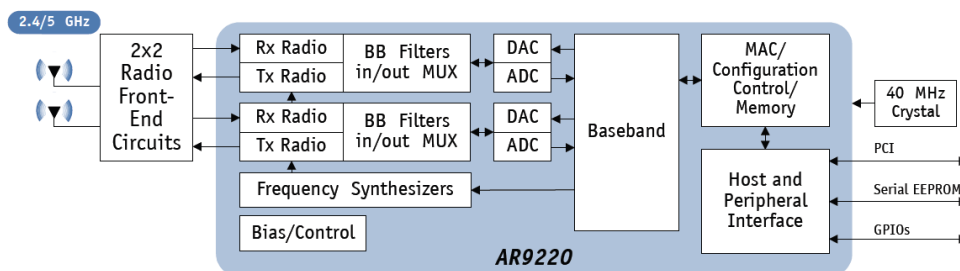 2.4/5 GHz
2x2
Radio
Front-
End
Circuits
Rx Radio
Tx Radio
BB Filters
in/out MUX
DAC
ADC
Rx Radio
Tx Radio
BB Filters
in/out MUX
DAC
ADC
Frequency Synthesizers
Bias/Control
Baseband
MAC/
Configuration
Control/
Memory
Host and
Peripheral
Interface
40 MHz
Crystal
PCI
Serial EEPROM
GPIOs
AR9220